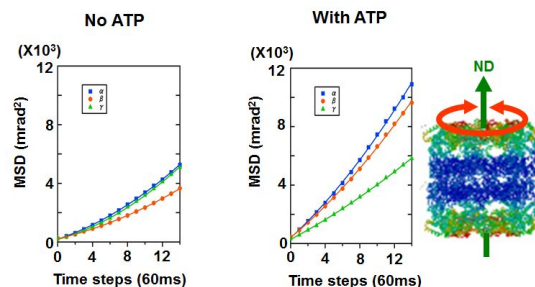 No ATP
(X10³)
MSD (mrad²)
12
8
4
0
α
β
γ
0 4 8 12
Time steps (60ms)
With ATP
(X10³)
MSD (mrad²)
12
8
4
0
α
β
γ
0 4 8 12
Time steps (60ms)
ND